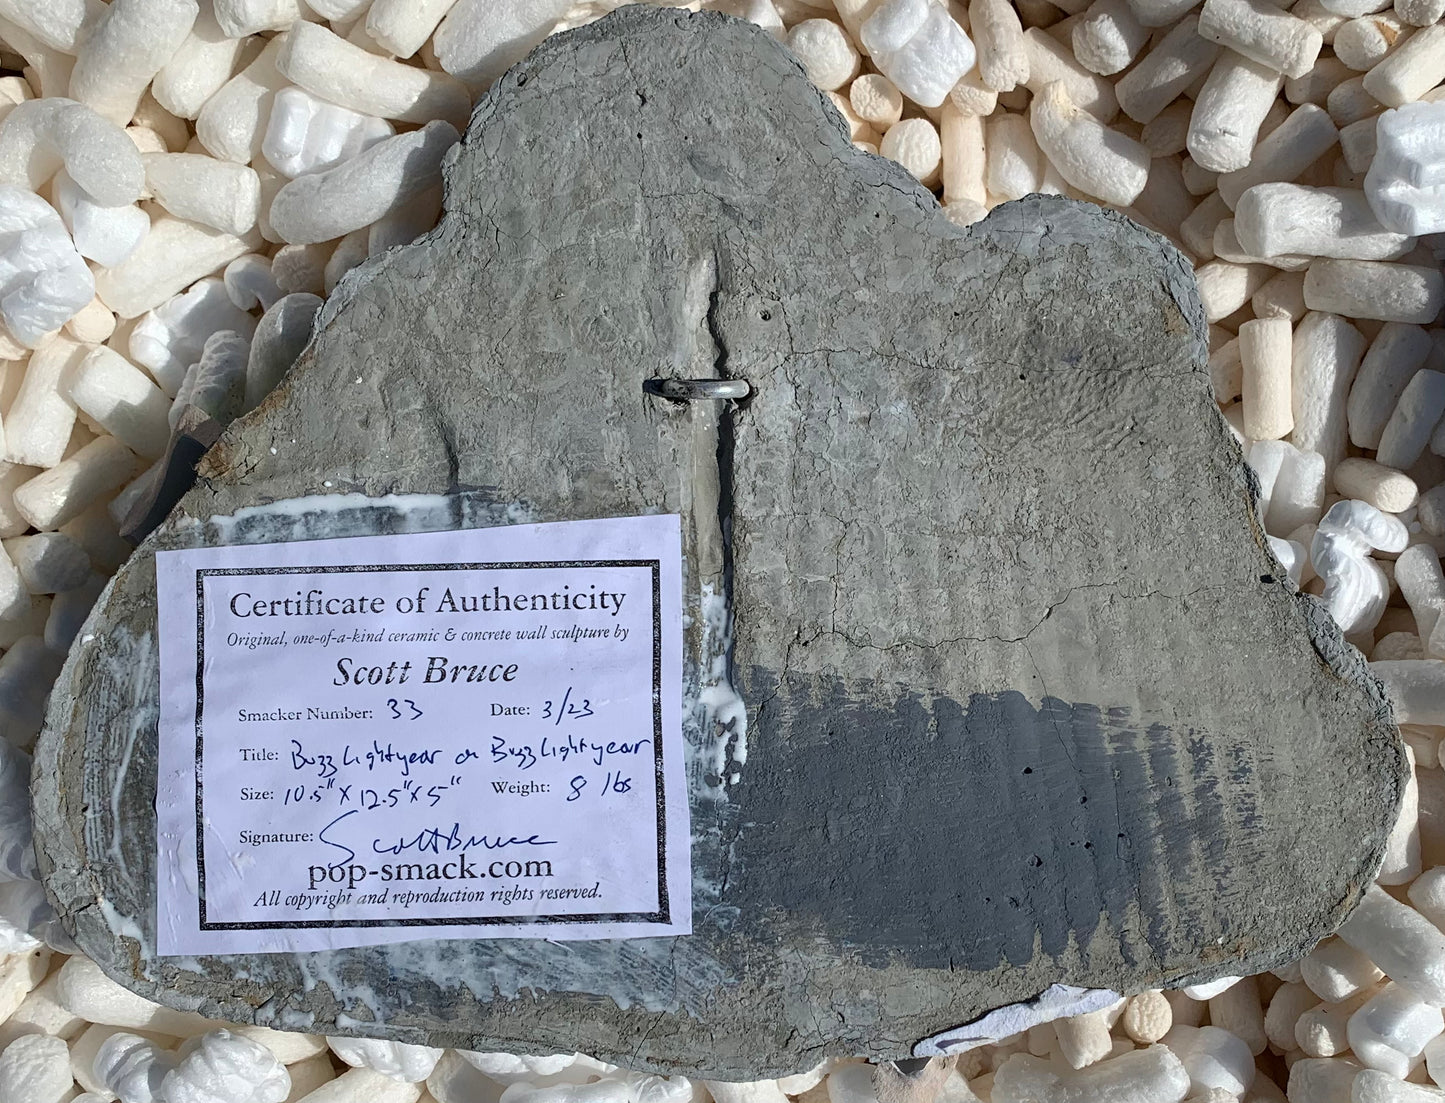 Certificate of Authenticity
Original, one-of-a-kind ceramic & concrete wall sculpture by
Scott Bruce
Smacker Number: 33 Date: 3/23
Title: Buzz Lightyear on Buzz Lightyear
Size: 10.5" X 12.5" X 5" Weight: 8 lbs
Signature: Scott Bruce
pop-smack.com
All copyright and reproduction rights reserved.